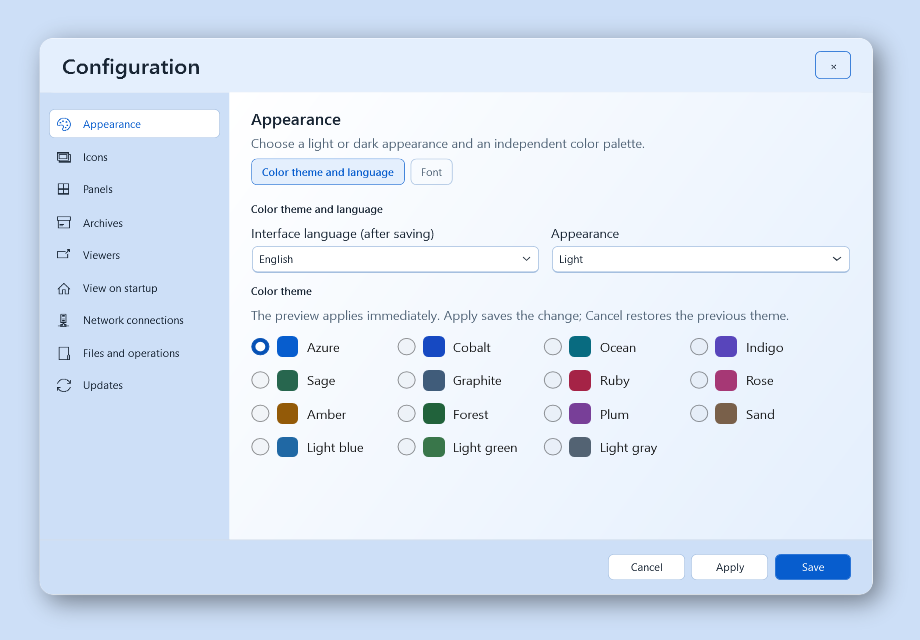 Configuration
×
Appearance
Icons
Panels
Archives
Viewers
View on startup
Network connections
Files and operations
Updates
Appearance
Choose a light or dark appearance and an independent color palette.
Color theme and language Font
Color theme and language
Interface language (after saving) Appearance
English Light
Color theme
The preview applies immediately. Apply saves the change; Cancel restores the previous theme.
Azure Cobalt Ocean Indigo
Sage Graphite Ruby Rose
Amber Forest Plum Sand
Light blue Light green Light gray
Cancel Apply Save